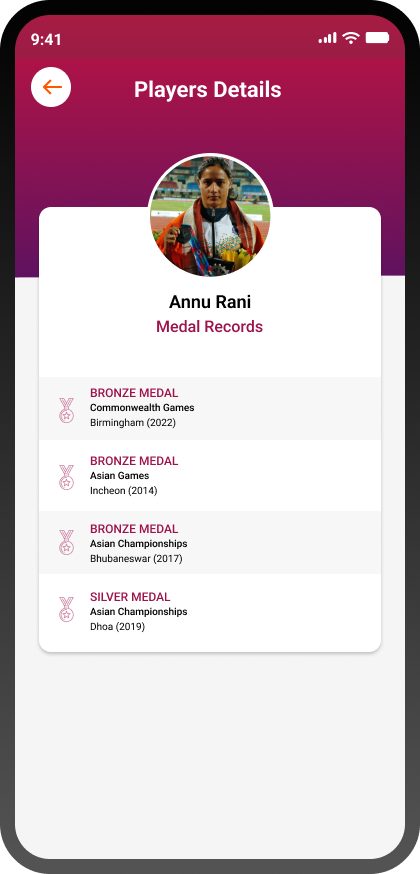 9:41
Players Details
Annu Rani
Medal Records
BRONZE MEDAL
Commonwealth Games
Birmingham (2022)
BRONZE MEDAL
Asian Games
Incheon (2014)
BRONZE MEDAL
Asian Championships
Bhubaneswar (2017)
SILVER MEDAL
Asian Championships
Dhoa (2019)